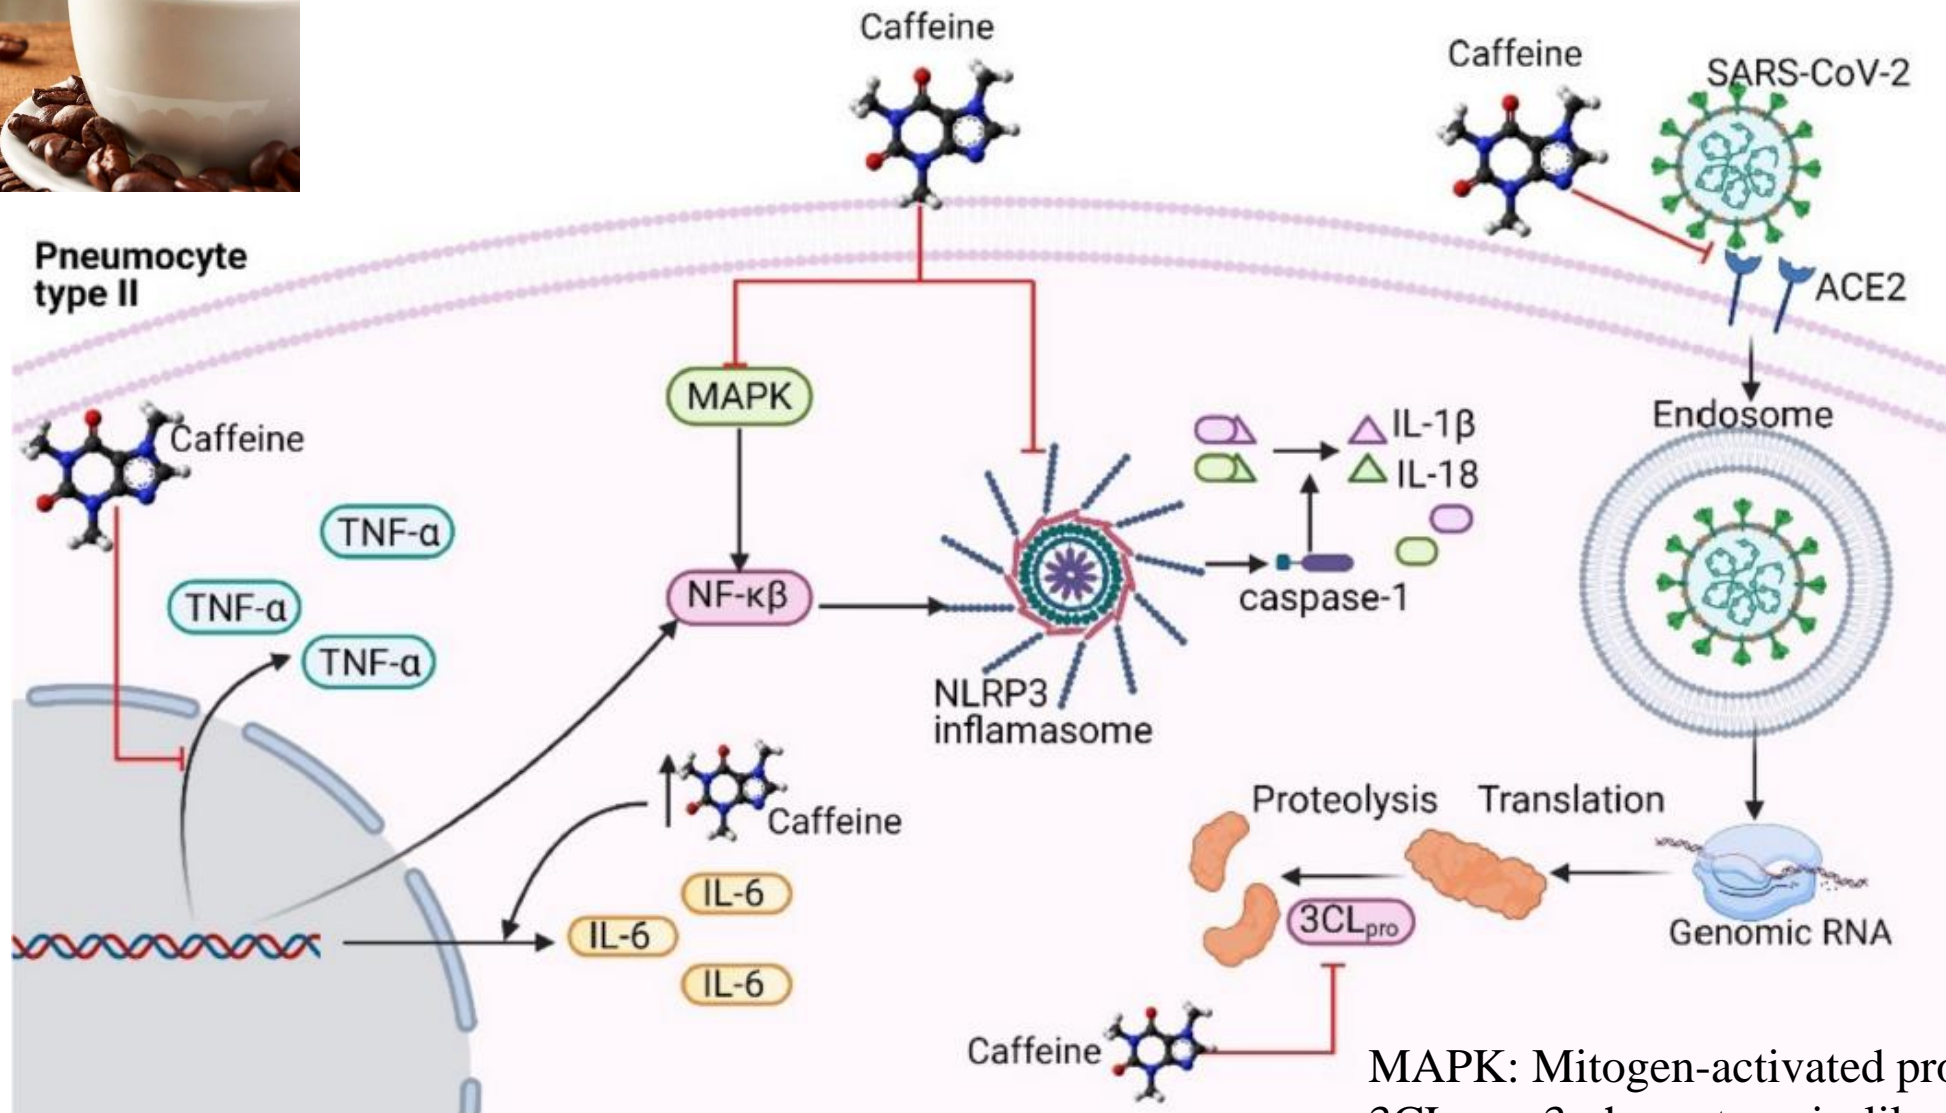 Caffeine
Caffeine
SARS-CoV-2
Pneumocyte
type II
ACE2
MAPK
Endosome
Caffeine
IL-1β
IL-18
TNF-α
TNF-α
TNF-α
NF-κβ
caspase-1
NLRP3
inflamasome
Caffeine
Proteolysis
Translation
IL-6
IL-6
IL-6
3CLpro
Genomic RNA
Caffeine
MAPK: Mitogen-activated pro